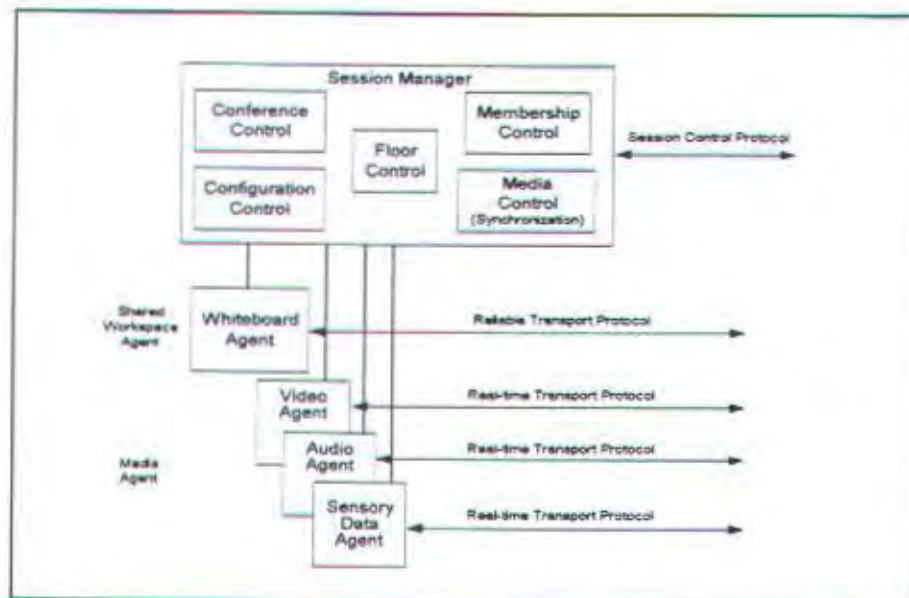 Session Manager
Conference
Control
Membership
Control
Floor
Control
Session Control Protocol
Configuration
Control
Media
Control
(Synchronization)
Shared
Workspace
Agent
Whiteboard
Agent
Reliable Transport Protocol
Video
Agent
Real-time Transport Protocol
Media
Agent
Audio
Agent
Real-time Transport Protocol
Sensory
Data
Agent
Real-time Transport Protocol